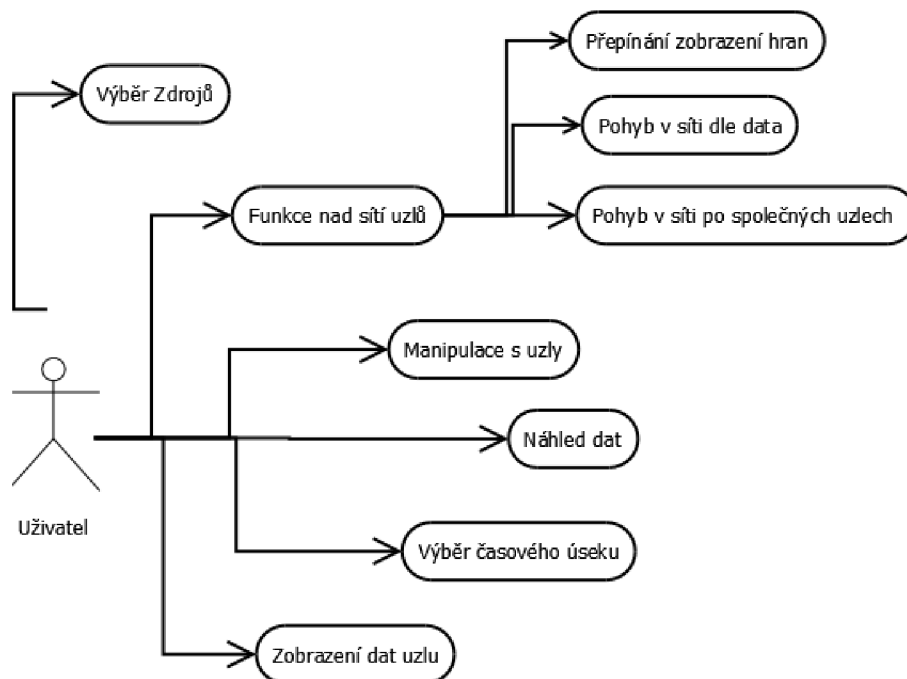 Přepínání zobrazení hran
Výběr Zdrojů
Pohyb v síti dle data
Funkce nad sítí uzlů
Pohyb v síti po společných uzlech
Manipulace s uzly
Náhled dat
Uživatel
Výběr časového úseku
Zobrazení dat uzlu